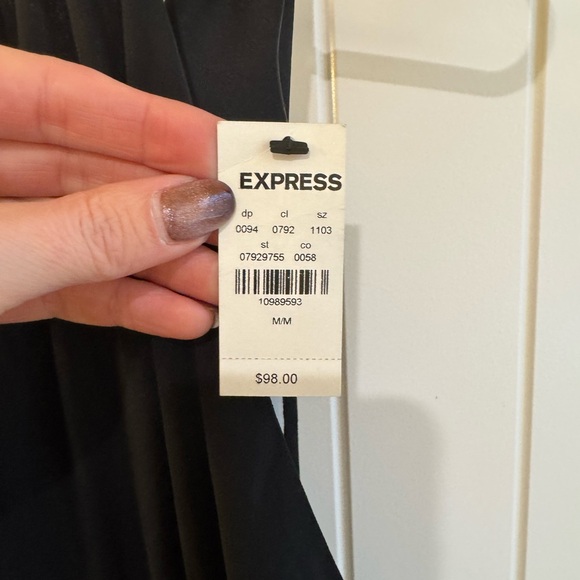 EXPRESS
dp cl sz
0094 0792 1103
st co
07929755 0058
10989593
M/M
$98.00